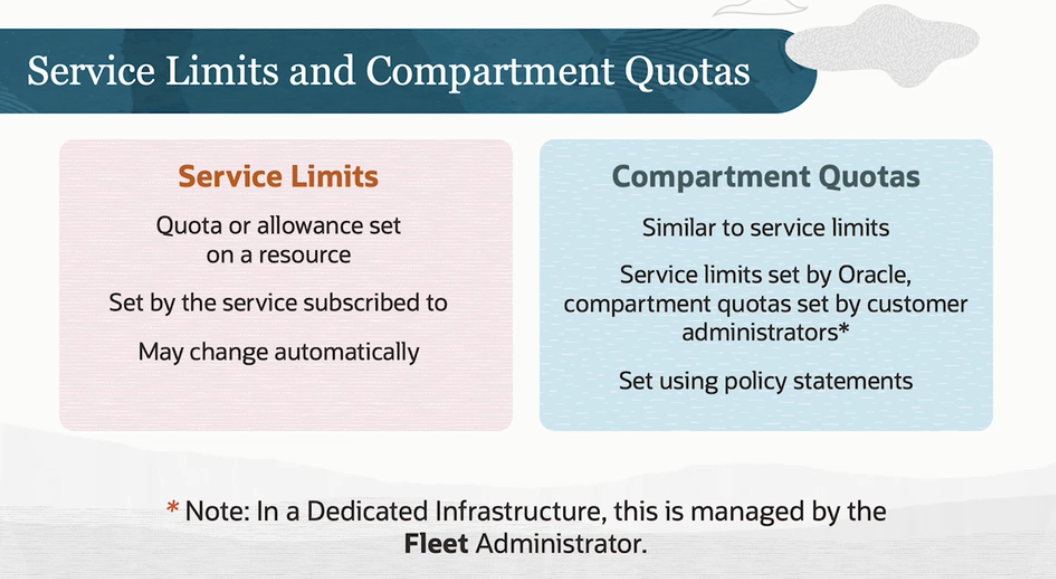 Service Limits and Compartment Quotas
Service Limits
Quota or allowance set
on a resource
Set by the service subscribed to
May change automatically
Compartment Quotas
Similar to service limits
Service limits set by Oracle,
compartment quotas set by customer
administrators*
Set using policy statements
* Note: In a Dedicated Infrastructure, this is managed by the
Fleet Administrator.